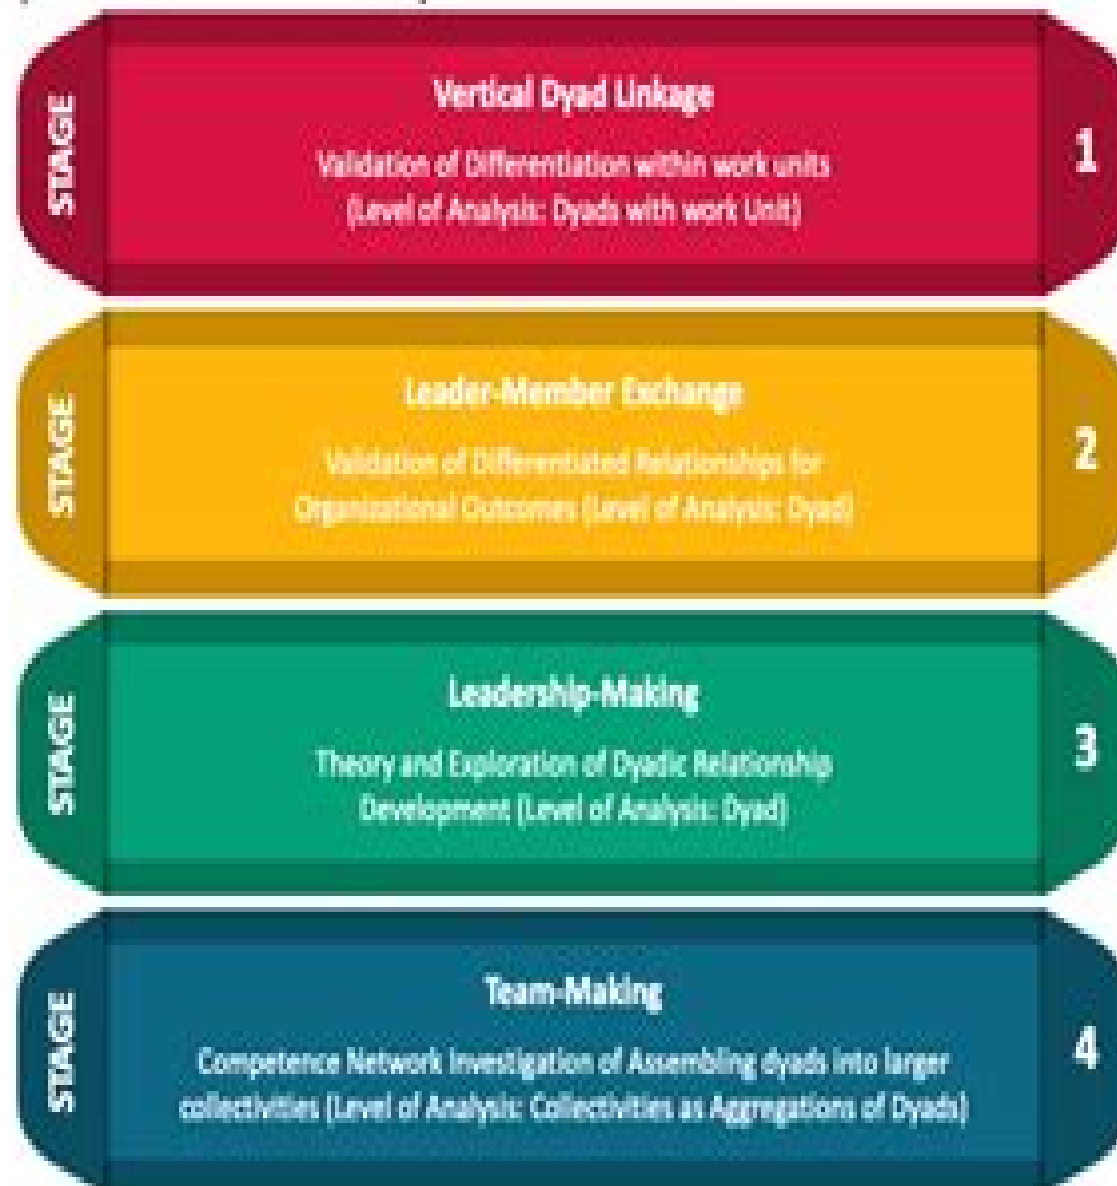 STAGE
Vertical Dyad Linkage
Validation of Differentiation within work units
(Level of Analysis: Dyads with work Unit)
1
STAGE
Leader-Member Exchange
Validation of Differentiated Relationships for
Organizational Outcomes (Level of Analysis: Dyad)
2
STAGE
Leadership-Making
Theory and Exploration of Dyadic Relationship
Development (Level of Analysis: Dyad)
3
STAGE
Team-Making
Competence Network Investigation of Assembling dyads into larger
collectivities (Level of Analysis: Collectivities as Aggregations of Dyads)
4